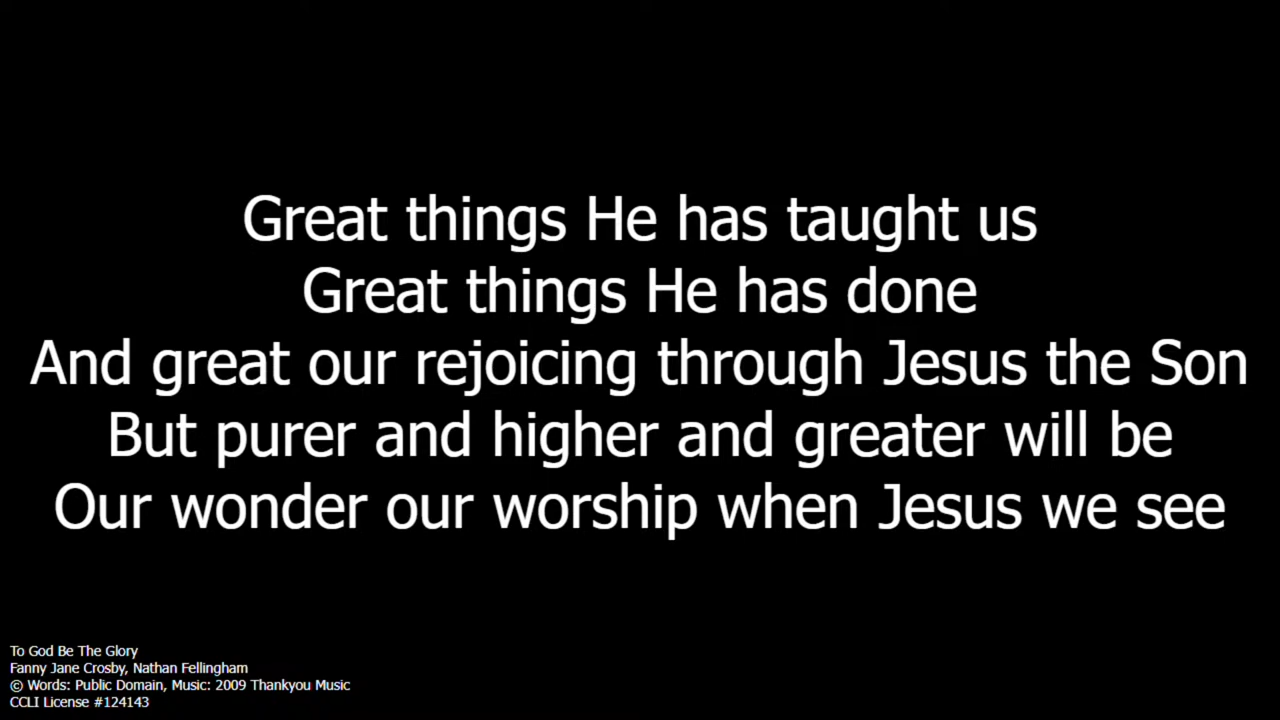 Great things He has taught us
Great things He has done
And great our rejoicing through Jesus the Son
But purer and higher and greater will be
Our wonder our worship when Jesus we see
To God Be The Glory
Fanny Jane Crosby, Nathan Fellingham
© Words: Public Domain, Music: 2009 Thankyou Music
CCLI License #124143